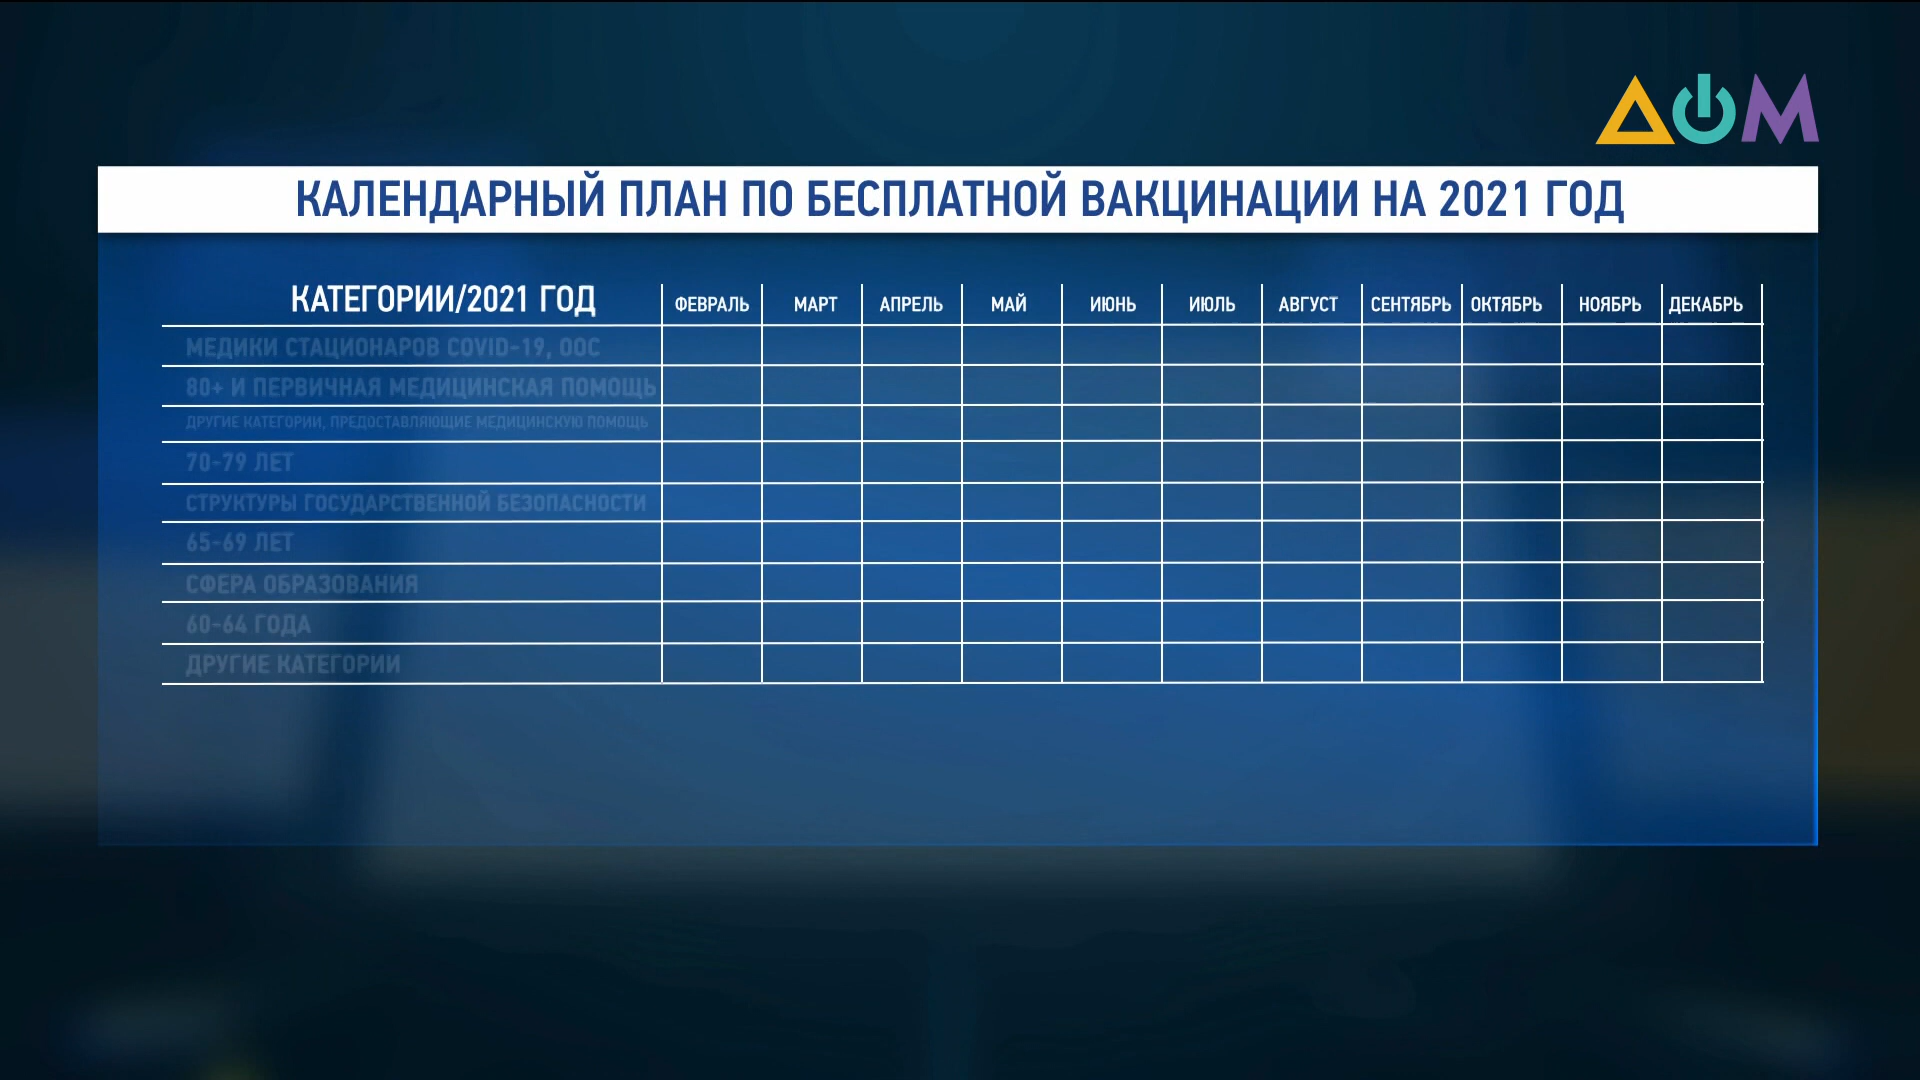 ДОМ
КАЛЕНДАРНЫЙ ПЛАН ПО БЕСПЛАТНОЙ ВАКЦИНАЦИИ НА 2021 ГОД
КАТЕГОРИИ/2021 ГОД ФЕВРАЛЬ МАРТ АПРЕЛЬ МАЙ ИЮНЬ ИЮЛЬ АВГУСТ СЕНТЯБРЬ ОКТЯБРЬ НОЯБРЬ ДЕКАБРЬ
МЕДИКИ СТАЦИОНАРОВ COVID-19, ООС
80+ И ПЕРВИЧНАЯ МЕДИЦИНСКАЯ ПОМОЩЬ
ДРУГИЕ КАТЕГОРИИ, ПРЕДОСТАВЛЯЮЩИЕ МЕДИЦИНСКУЮ ПОМОЩЬ
70-79 ЛЕТ
СТРУКТУРЫ ГОСУДАРСТВЕННОЙ БЕЗОПАСНОСТИ
65-69 ЛЕТ
СФЕРА ОБРАЗОВАНИЯ
60-64 ГОДА
ДРУГИЕ КАТЕГОРИИ